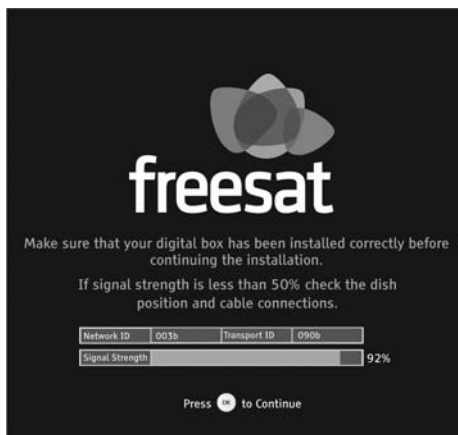 freesat
Make sure that your digital box has been installed correctly before
continuing the installation.
If signal strength is less than 50% check the dish
position and cable connections.
Network ID 003b Transport ID 090b
Signal Strength 92%
Press OK to Continue